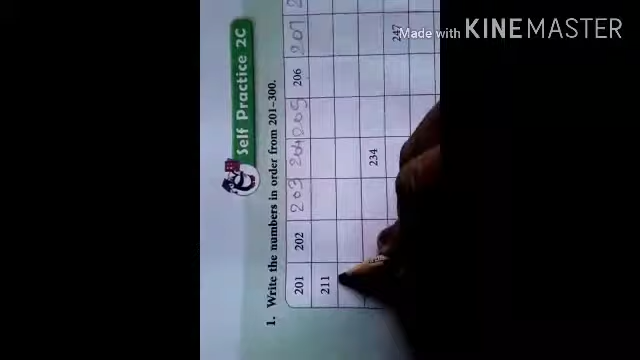 Made with KINEMASTER
Self Practice 2C
1. Write the numbers in order from 201–300.
201 202 203 204 205 206 207
211
234
247